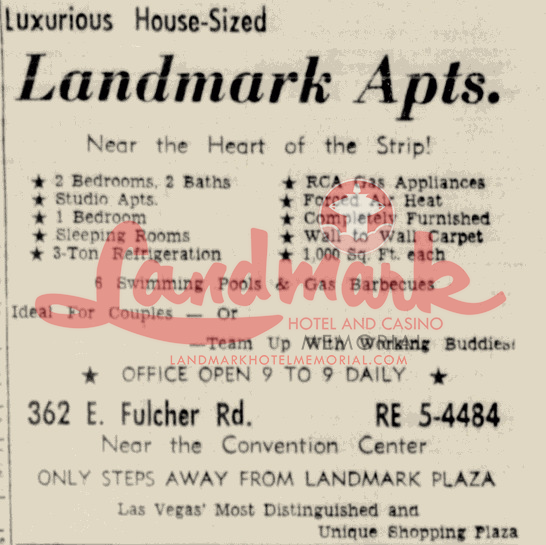 Luxurious House-Sized
Landmark Apts.
Near the Heart of the Strip!
★ 2 Bedrooms, 2 Baths
★ Studio Apts.
★ 1 Bedroom
★ Sleeping Rooms
★ 3-Ton Refrigeration
★ RCA Gas Appliances
★ Forced Air Heat
★ Completely Furnished
★ Wall to Wall Carpet
★ 1,000 Sq. Ft. each
6 Swimming Pools & Gas Barbecues
Ideal For Couples — Or
—Team Up With Working Buddies!
★ OFFICE OPEN 9 TO 9 DAILY ★
362 E. Fulcher Rd. RE 5-4484
Near the Convention Center
ONLY STEPS AWAY FROM LANDMARK PLAZA
Las Vegas' Most Distinguished and
Unique Shopping Plaza
Landmark
HOTEL AND CASINO
MEMORIAL
LANDMARKHOTELMEMORIAL.COM